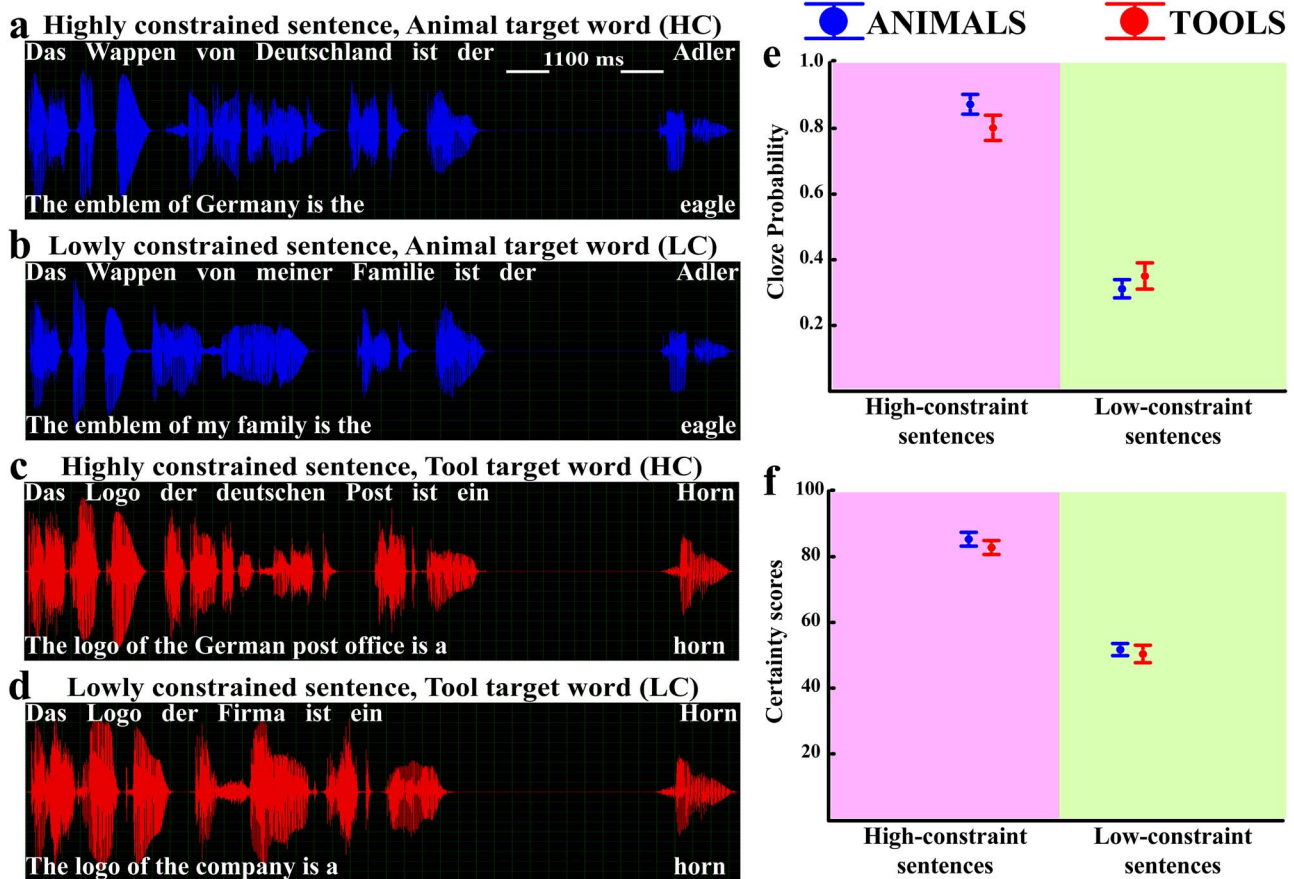 a Highly constrained sentence, Animal target word (HC)
Das Wappen von Deutschland ist der Adler
1100 ms
The emblem of Germany is the eagle
b Lowly constrained sentence, Animal target word (LC)
Das Wappen von meiner Familie ist der Adler
The emblem of my family is the eagle
c Highly constrained sentence, Tool target word (HC)
Das Logo der deutschen Post ist ein Horn
The logo of the German post office is a horn
d Lowly constrained sentence, Tool target word (LC)
Das Logo der Firma ist ein Horn
The logo of the company is a horn
ANIMALS TOOLS
e
1.0
0.8
0.6
0.4
0.2
Cloze Probability
High-constraint sentences
Low-constraint sentences
f
100
80
60
40
20
Certainty scores
High-constraint sentences
Low-constraint sentences